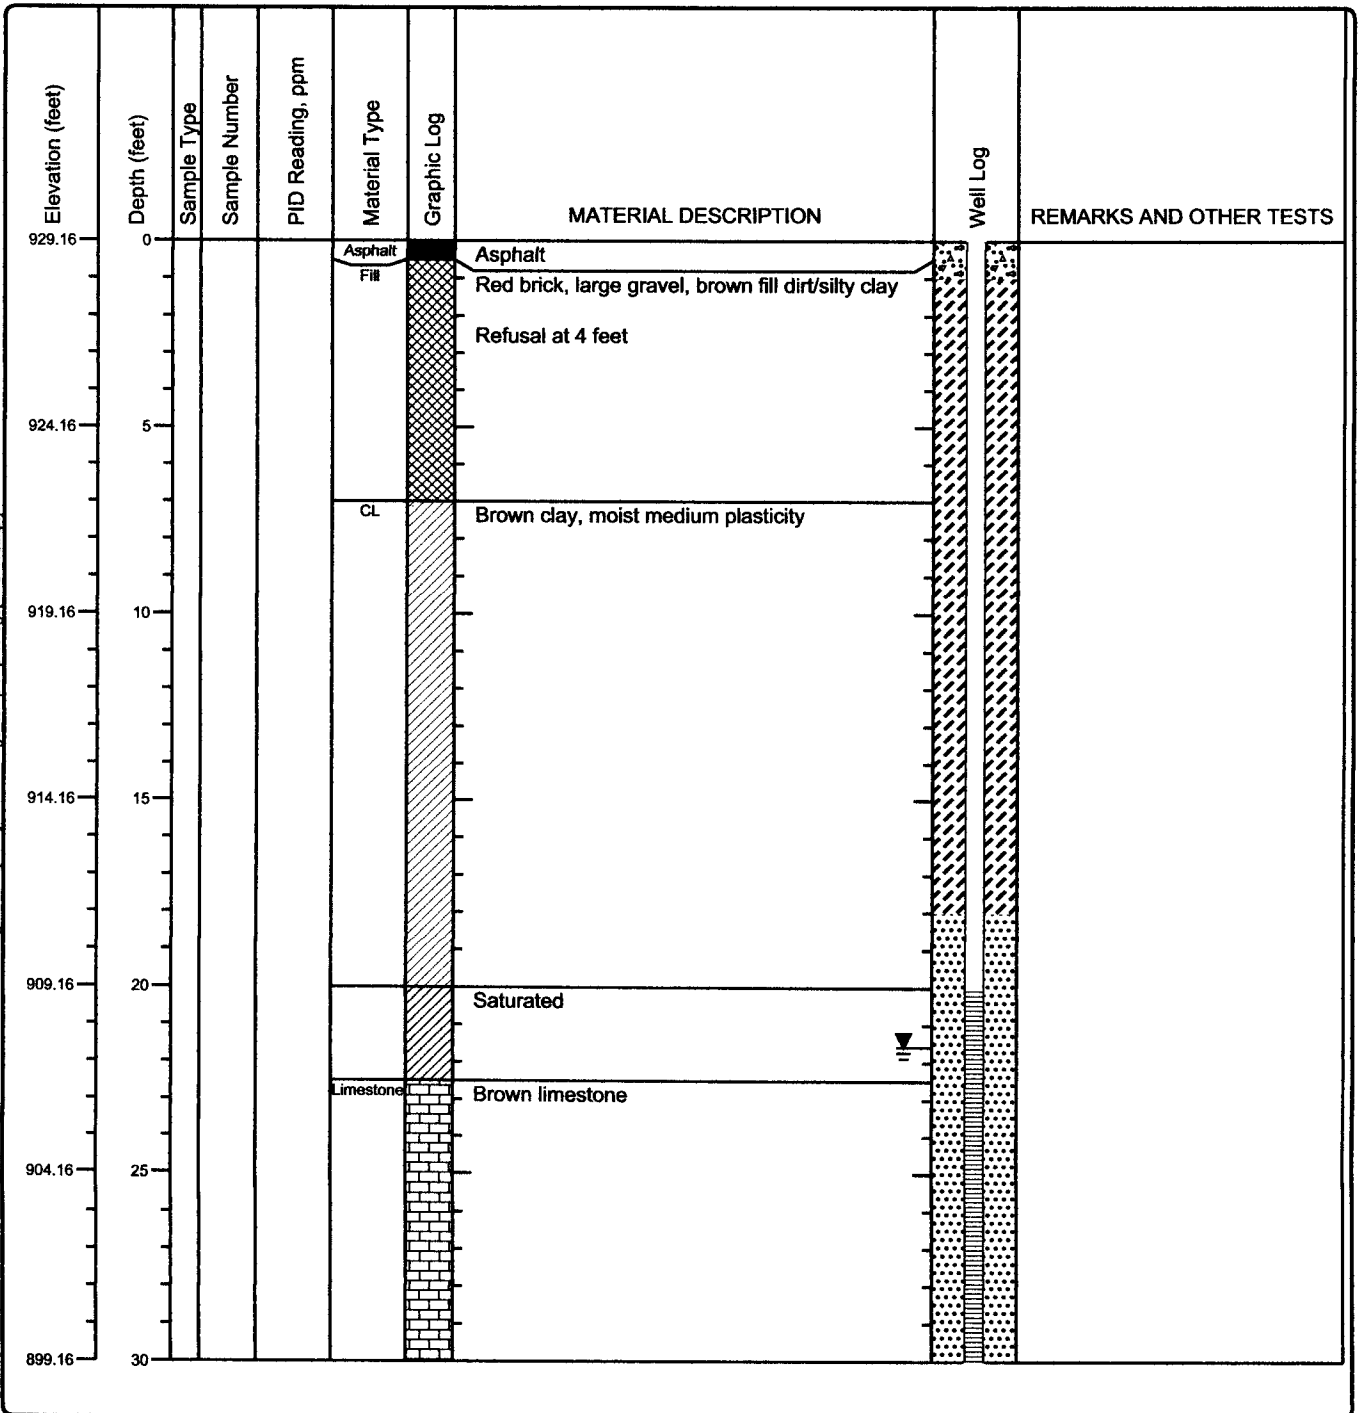 Elevation (feet)
Depth (feet)
Sample Type
Sample Number
PID Reading, ppm
Material Type
Graphic Log
MATERIAL DESCRIPTION
Well Log
REMARKS AND OTHER TESTS
929.16
0
Asphalt
Asphalt
Fill
Red brick, large gravel, brown fill dirt/silty clay
Refusal at 4 feet
924.16
5
CL
Brown clay, moist medium plasticity
919.16
10
914.16
15
909.16
20
Saturated
Limestone
Brown limestone
904.16
25
899.16
30